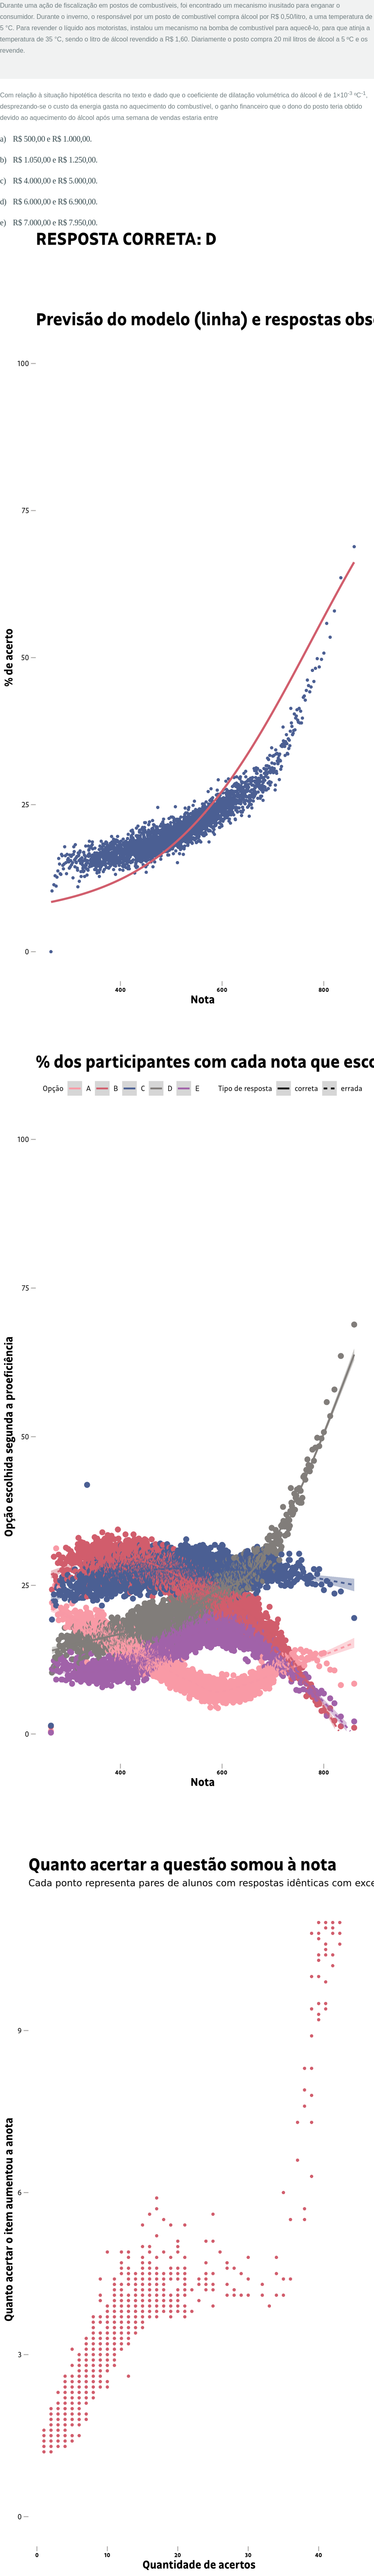 Durante uma ação de fiscalização em postos de combustíveis, foi encontrado um mecanismo inusitado para enganar o
consumidor. Durante o inverno, o responsável por um posto de combustível compra álcool por R$ 0,50/litro, a uma temperatura de
5 °C. Para revender o líquido aos motoristas, instalou um mecanismo na bomba de combustível para aquecê-lo, para que atinja a
temperatura de 35 °C, sendo o litro de álcool revendido a R$ 1,60. Diariamente o posto compra 20 mil litros de álcool a 5 ºC e os
revende.
Com relação à situação hipotética descrita no texto e dado que o coeficiente de dilatação volumétrica do álcool é de 1×10⁻³ ºC⁻¹,
desprezando-se o custo da energia gasta no aquecimento do combustível, o ganho financeiro que o dono do posto teria obtido
devido ao aquecimento do álcool após uma semana de vendas estaria entre
a) R$ 500,00 e R$ 1.000,00.
b) R$ 1.050,00 e R$ 1.250,00.
c) R$ 4.000,00 e R$ 5.000,00.
d) R$ 6.000,00 e R$ 6.900,00.
e) R$ 7.000,00 e R$ 7.950,00.
RESPOSTA CORRETA: D
Previsão do modelo (linha) e respostas obs
100
75
50
25
0
% de acerto
400 600 800
Nota
% dos participantes com cada nota que esco
Opção A B C D E Tipo de resposta correta errada
100
75
50
25
0
Opção escolhida segunda a proeficiência
400 600 800
Nota
Quanto acertar a questão somou à nota
Cada ponto representa pares de alunos com respostas idênticas com exce
9
6
3
0
Quanto acertar o item aumentou a anota
0 10 20 30 40
Quantidade de acertos